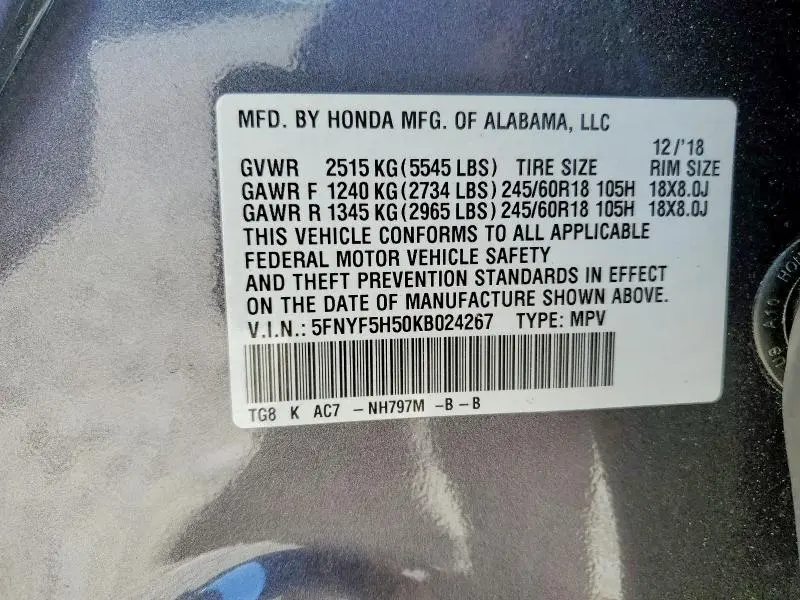 MFD. BY HONDA MFG. OF ALABAMA, LLC
12/'18
GVWR 2515 KG (5545 LBS) TIRE SIZE RIM SIZE
GAWR F 1240 KG (2734 LBS) 245/60R18 105H 18X8.0J
GAWR R 1345 KG (2965 LBS) 245/60R18 105H 18X8.0J
THIS VEHICLE CONFORMS TO ALL APPLICABLE
FEDERAL MOTOR VEHICLE SAFETY
AND THEFT PREVENTION STANDARDS IN EFFECT
ON THE DATE OF MANUFACTURE SHOWN ABOVE.
V.I.N.: 5FNYF5H50KB024267 TYPE: MPV
TG8 K AC7 -NH797M -B-B
A10 HON